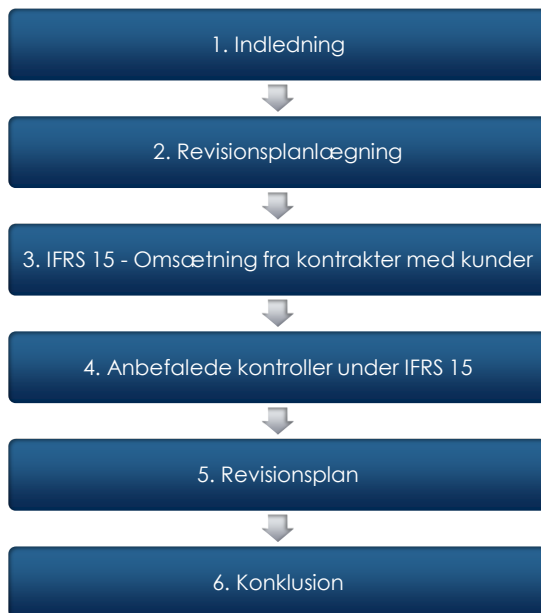 1. Indledning
2. Revisionsplanlægning
3. IFRS 15 - Omsætning fra kontrakter med kunder
4. Anbefalede kontroller under IFRS 15
5. Revisionsplan
6. Konklusion